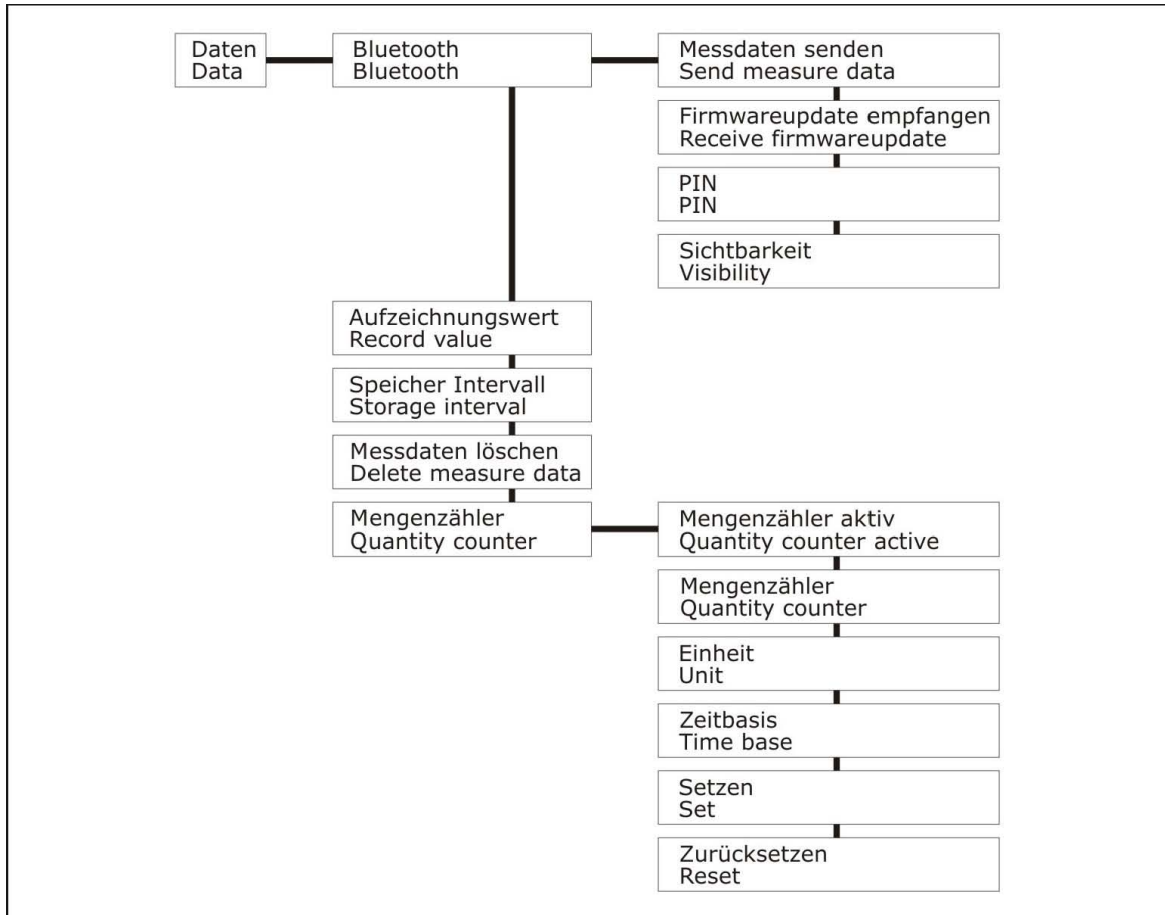 Daten
Data
Bluetooth
Bluetooth
Messdaten senden
Send measure data
Firmwareupdate empfangen
Receive firmwareupdate
PIN
PIN
Sichtbarkeit
Visibility
Aufzeichnungswert
Record value
Speicher Intervall
Storage interval
Messdaten löschen
Delete measure data
Mengenzähler
Quantity counter
Mengenzähler aktiv
Quantity counter active
Mengenzähler
Quantity counter
Einheit
Unit
Zeitbasis
Time base
Setzen
Set
Zurücksetzen
Reset